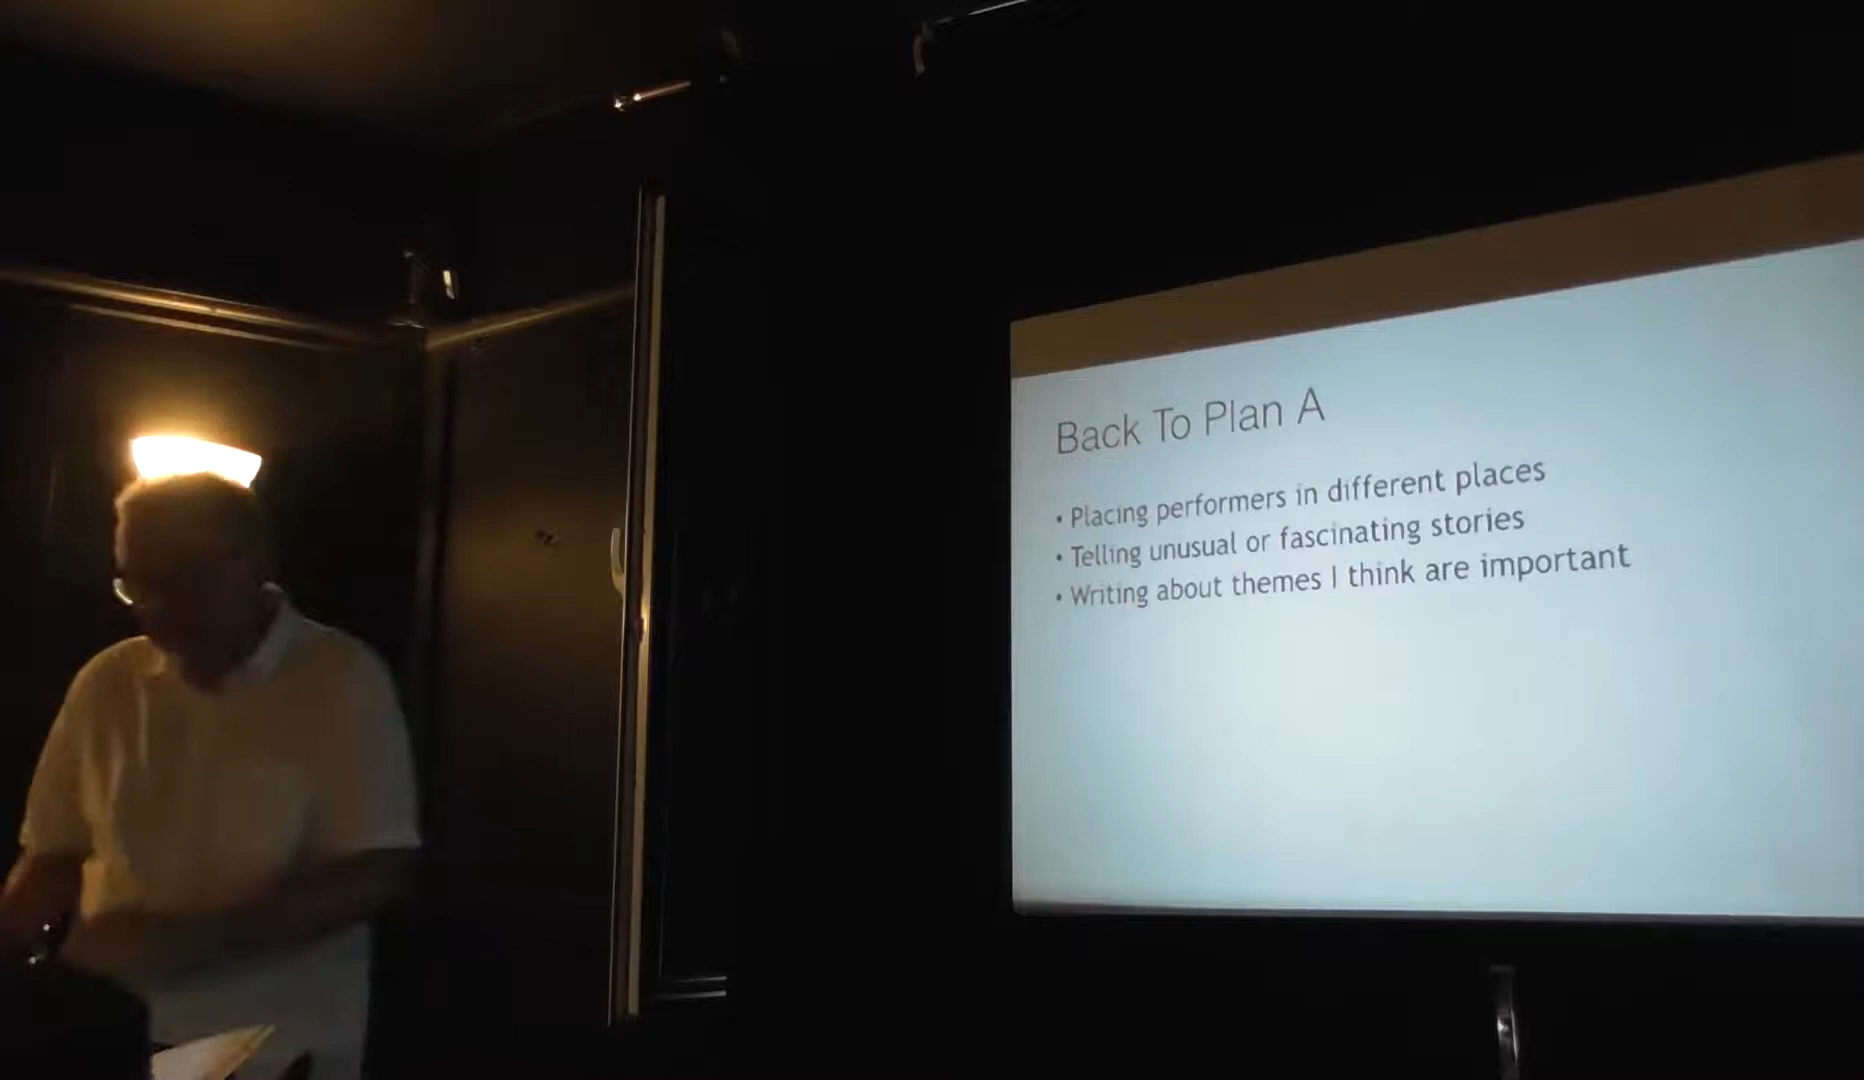 Back To Plan A
• Placing performers in different places
• Telling unusual or fascinating stories
• Writing about themes I think are important